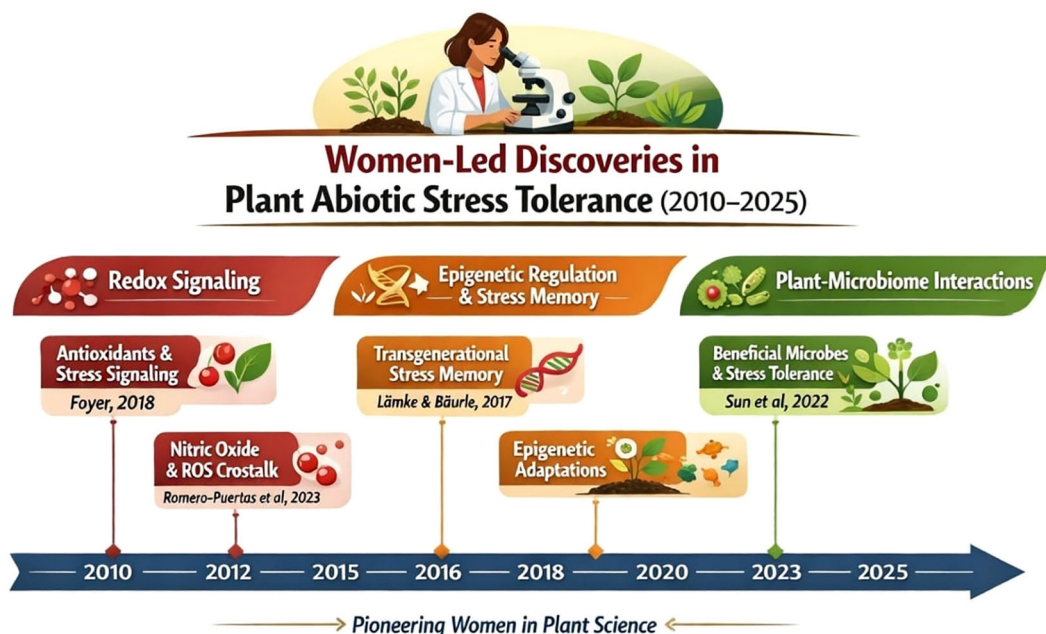 Women-Led Discoveries in
Plant Abiotic Stress Tolerance (2010–2025)
Redox Signaling
Epigenetic Regulation
& Stress Memory
Plant-Microbiome Interactions
Antioxidants &
Stress Signaling
Foyer, 2018
Transgenerational
Stress Memory
Lämke & Bäurle, 2017
Beneficial Microbes
& Stress Tolerance
Sun et al, 2022
Nitric Oxide
& ROS Crostalk
Romero-Puertas et al, 2023
Epigenetic
Adaptations
2010 2012 2015 2016 2018 2020 2023 2025
Pioneering Women in Plant Science